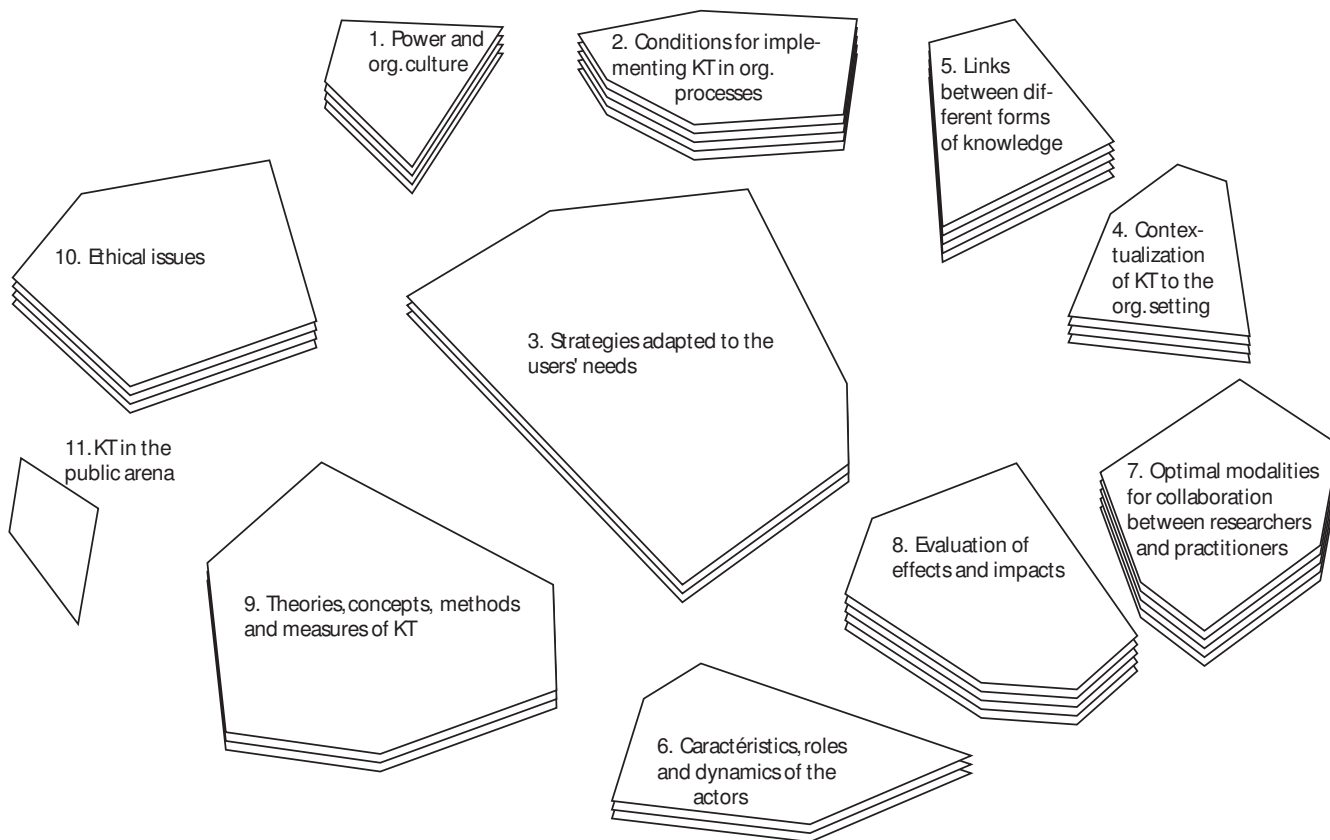 1. Power and
org. culture
2. Conditions for imple-
menting KT in org.
processes
5. Links
between dif-
ferent forms
of knowledge
10. Ethical issues
4. Contex-
tualization
of KT to the
org. setting
3. Strategies adapted to the
users' needs
11. KT in the
public arena
7. Optimal modalities
for collaboration
between researchers
and practitioners
8. Evaluation of
effects and impacts
9. Theories, concepts, methods
and measures of KT
6. Caractéristics, roles
and dynamics of the
actors